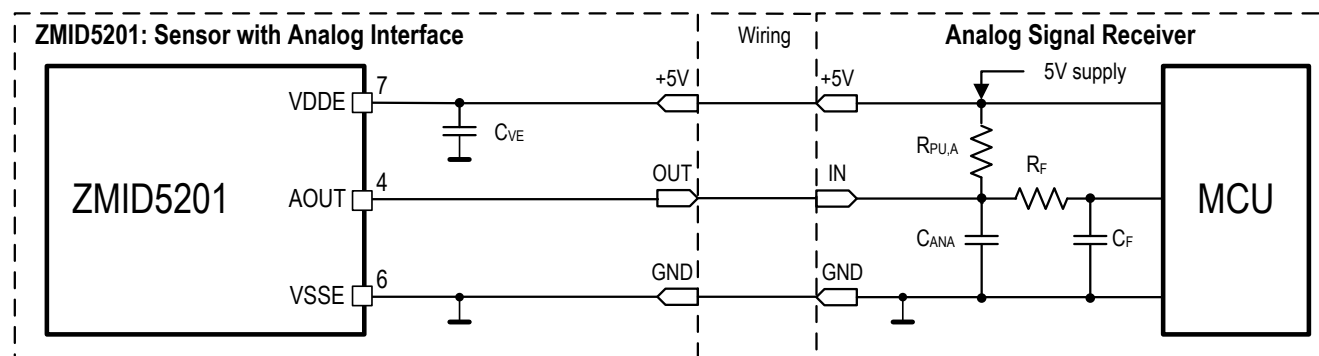 ZMID5201: Sensor with Analog Interface
Wiring
Analog Signal Receiver
7
VDDE
+5V
+5V
5V supply
CVE
RPU,A
RF
ZMID5201
4
AOUT
OUT
IN
MCU
CANA
CF
6
VSSE
GND
GND